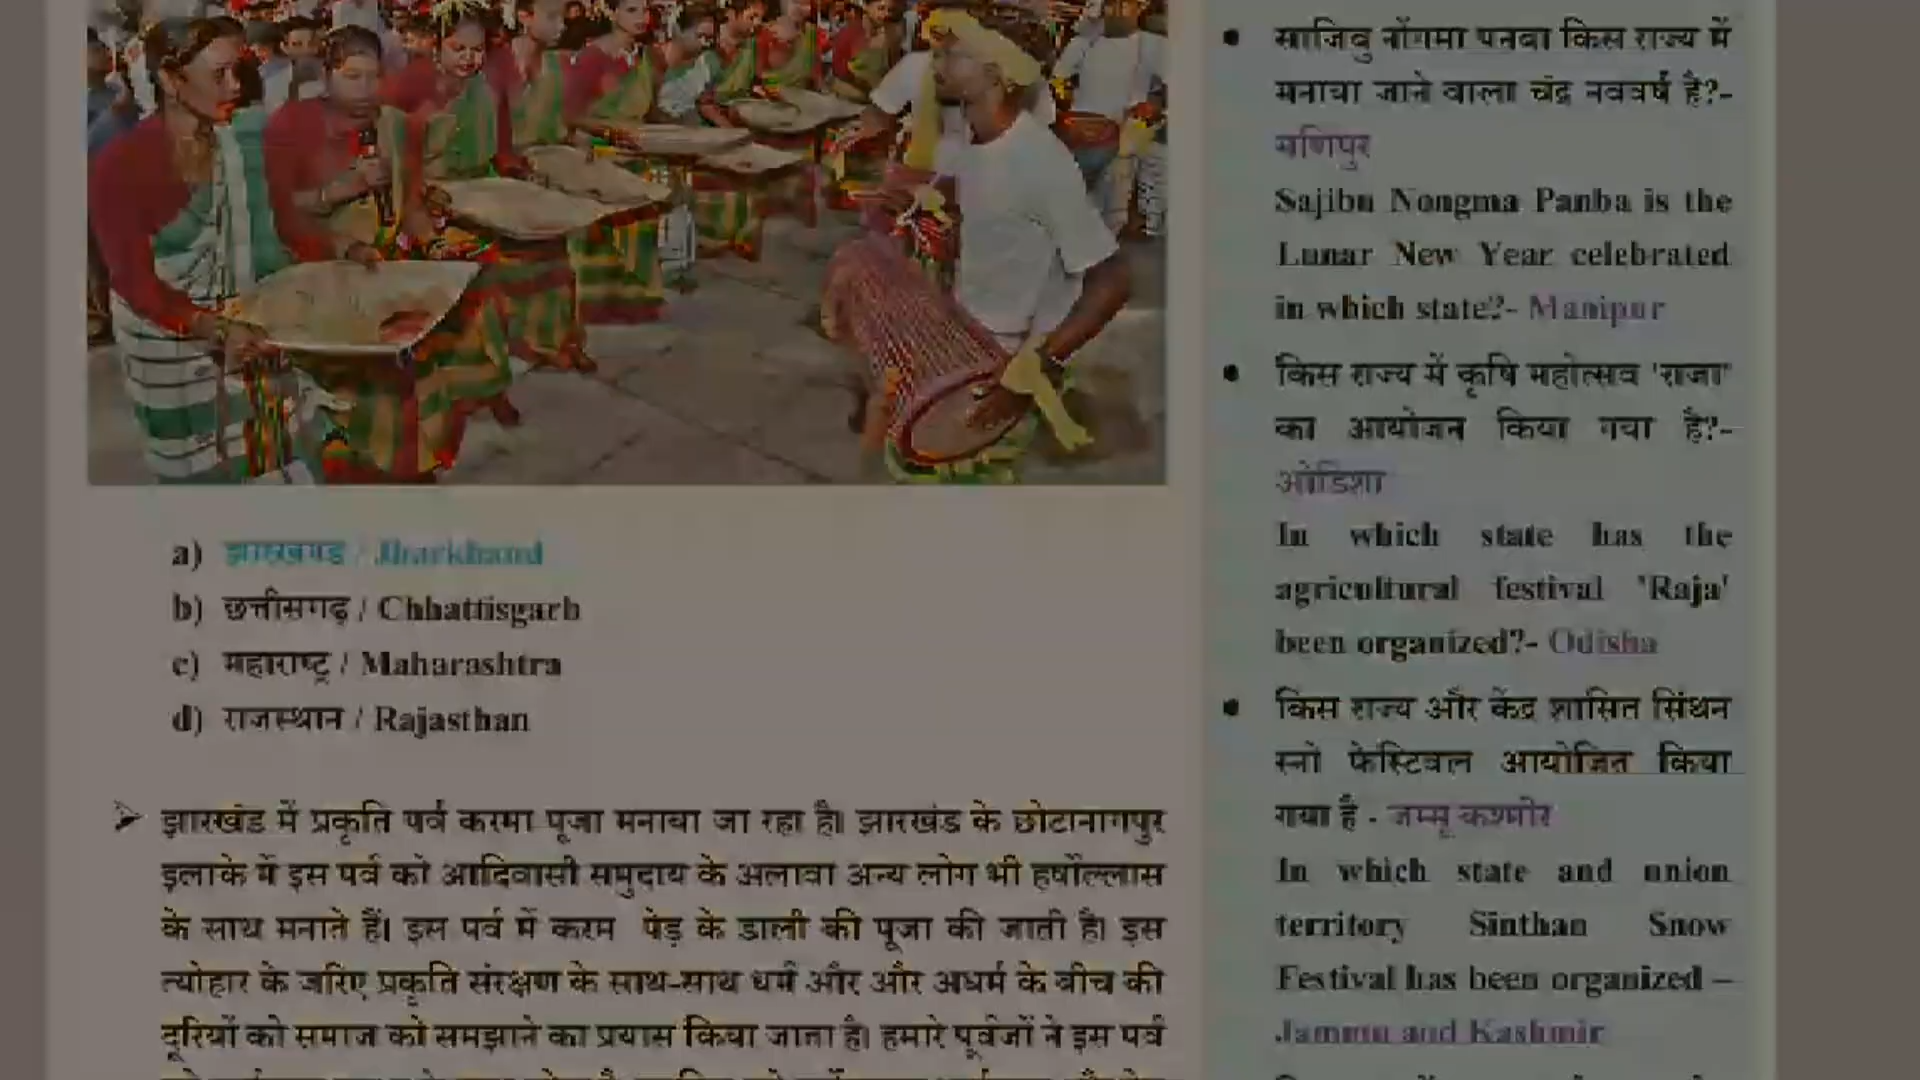 a) झारखण्ड / Jharkhand
b) छत्तीसगढ़ / Chhattisgarh
c) महाराष्ट्र / Maharashtra
d) राजस्थान / Rajasthan
➢ झारखंड में प्रकृति पर्व करमा पूजा मनाया जा रहा है। झारखंड के छोटानागपुर
इलाके में इस पर्व को आदिवासी समुदाय के अलावा अन्य लोग भी हर्षोल्लास
के साथ मनाते हैं। इस पर्व में करम पेड़ के डाली की पूजा की जाती है। इस
त्योहार के जरिए प्रकृति संरक्षण के साथ-साथ धर्म और और अधर्म के बीच की
दूरियों को समाज को समझाने का प्रयास किया जाता है। हमारे पूर्वजों ने इस पर्व
• साजिबु नोंगमा पनबा किस राज्य में
मनाया जाने वाला चंद्र नववर्ष है?-
मणिपुर
Sajibu Nongma Panba is the
Lunar New Year celebrated
in which state?- Manipur
• किस राज्य में कृषि महोत्सव 'राजा'
का आयोजन किया गया है?-
ओडिशा
In which state has the
agricultural festival 'Raja'
been organized?- Odisha
• किस राज्य और केंद्र शासित सिंथन
स्नो फेस्टिवल आयोजित किया
गया है - जम्मू कश्मीर
In which state and union
territory Sinthan Snow
Festival has been organized –
Jammu and Kashmir